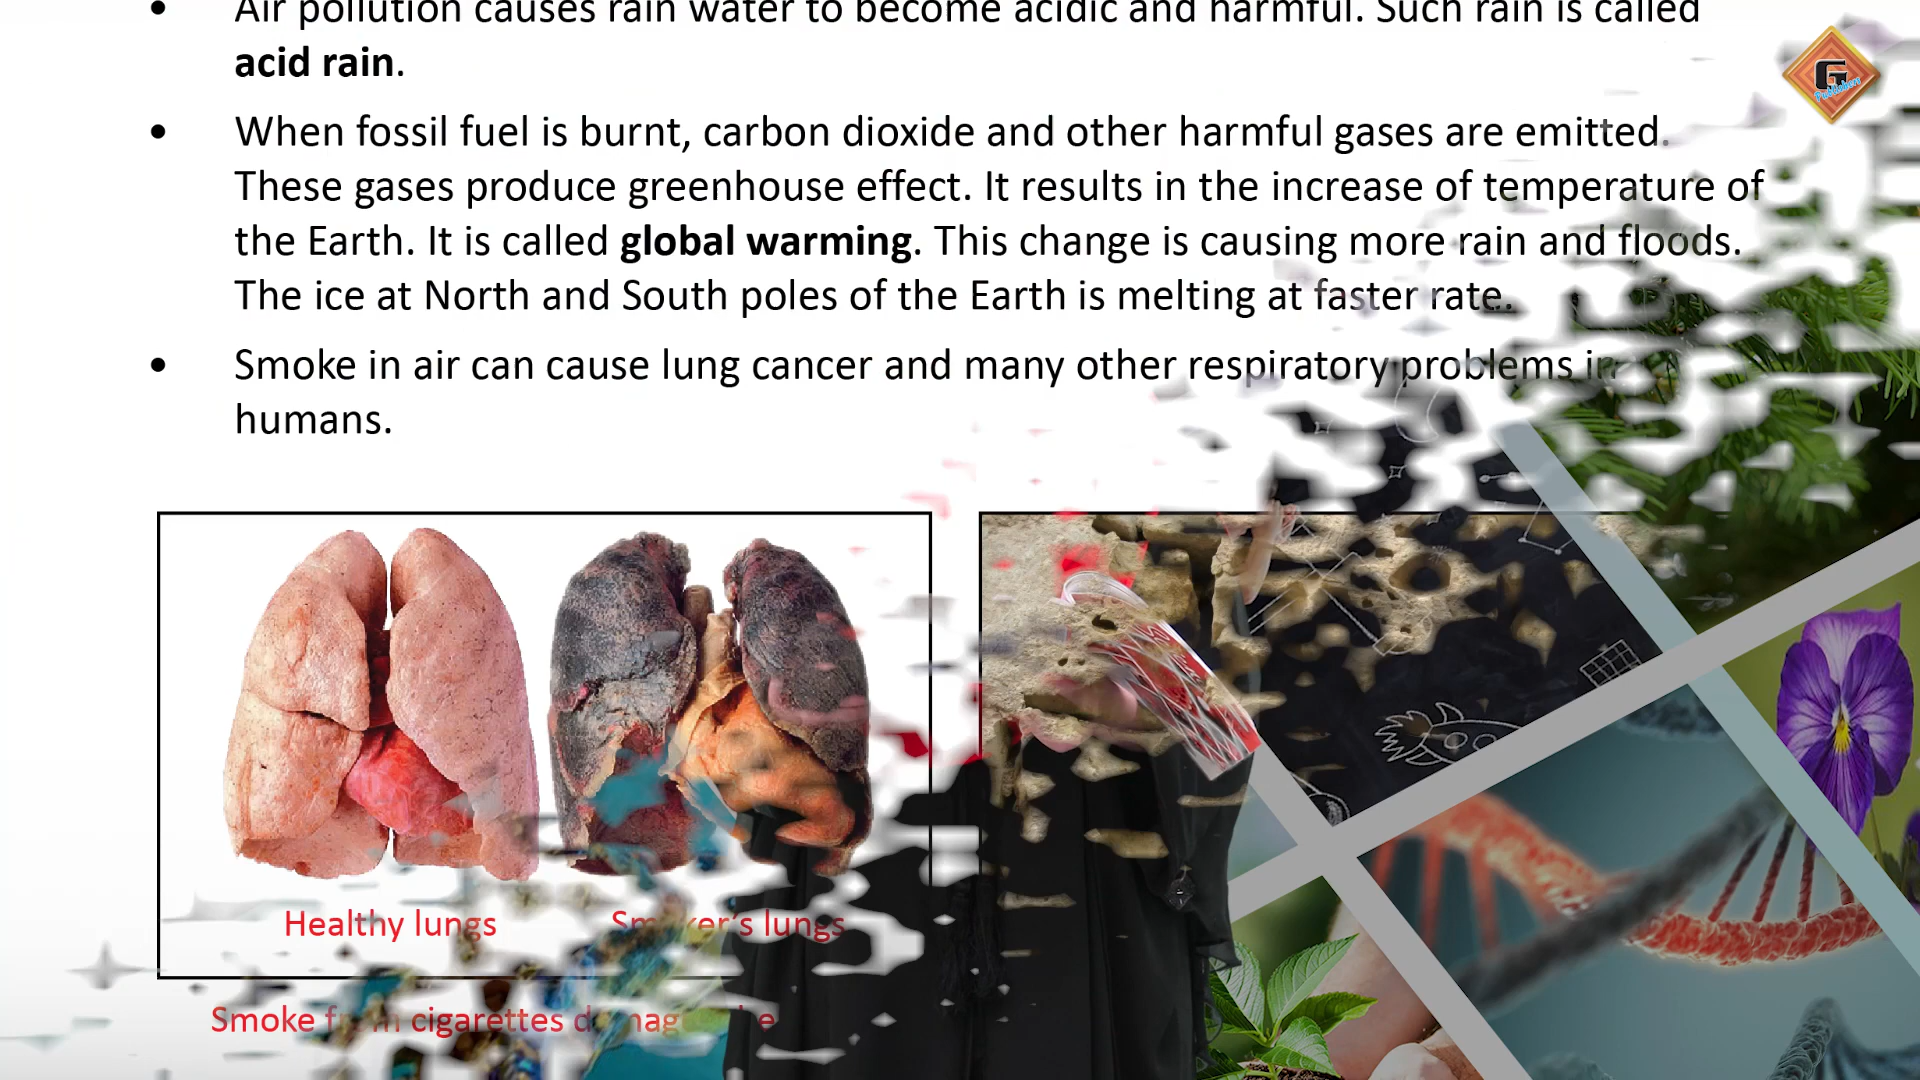 Air pollution causes rain water to become acidic and harmful. Such rain is called
acid rain.
When fossil fuel is burnt, carbon dioxide and other harmful gases are emitted.
These gases produce greenhouse effect. It results in the increase of temperature of
the Earth. It is called global warming. This change is causing more rain and floods.
The ice at North and South poles of the Earth is melting at faster rate.
Smoke in air can cause lung cancer and many other respiratory problems in
humans.
Healthy lungs
Smoker's lungs
Smoke from cigarettes
G
Publishers